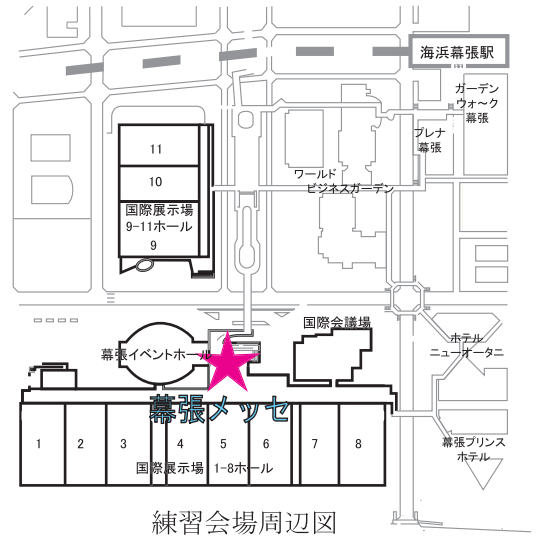 海浜幕張駅
ガーデン
ウォ～ク
幕張
プレナ
幕張
ワールド
ビジネスガーデン
11
10
国際展示場
9-11ホール
9
国際会議場
幕張イベントホール
ホテル
ニューオータニ
幕張メッセ
幕張プリンス
ホテル
1
2
3
4
5
6
7
8
国際展示場 1-8ホール
練習会場周辺図